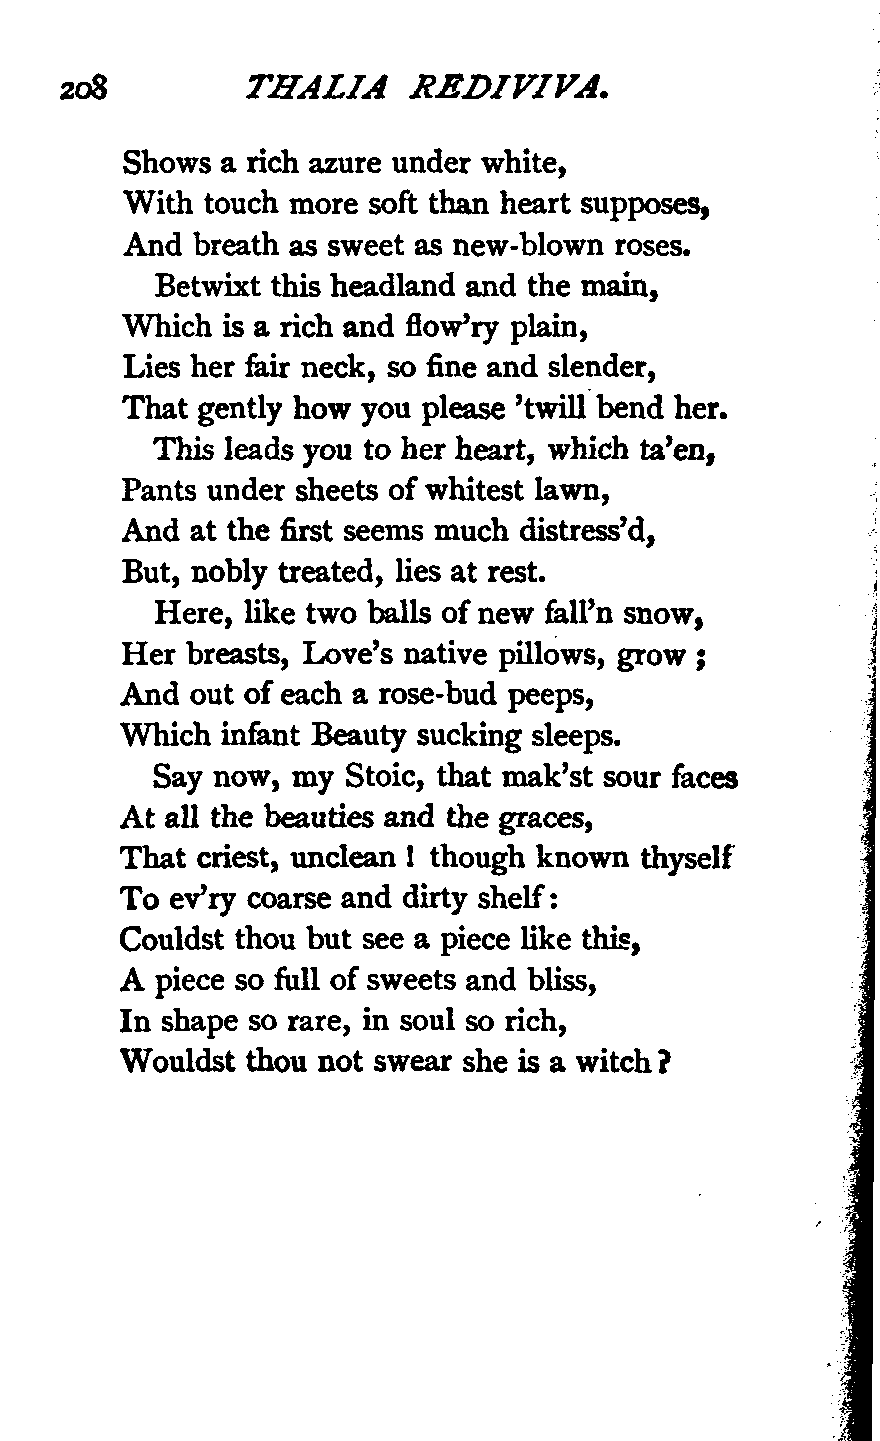 208 THALIA REDIVIVA.
Shows a rich azure under white,
With touch more soft than heart supposes,
And breath as sweet as new-blown roses.
Betwixt this headland and the main,
Which is a rich and flow'ry plain,
Lies her fair neck, so fine and slender,
That gently how you please 'twill bend her.
This leads you to her heart, which ta'en,
Pants under sheets of whitest lawn,
And at the first seems much distress'd,
But, nobly treated, lies at rest.
Here, like two balls of new fall'n snow,
Her breasts, Love's native pillows, grow ;
And out of each a rose-bud peeps,
Which infant Beauty sucking sleeps.
Say now, my Stoic, that mak'st sour faces
At all the beauties and the graces,
That criest, unclean ! though known thyself
To ev'ry coarse and dirty shelf :
Couldst thou but see a piece like this,
A piece so full of sweets and bliss,
In shape so rare, in soul so rich,
Wouldst thou not swear she is a witch ?